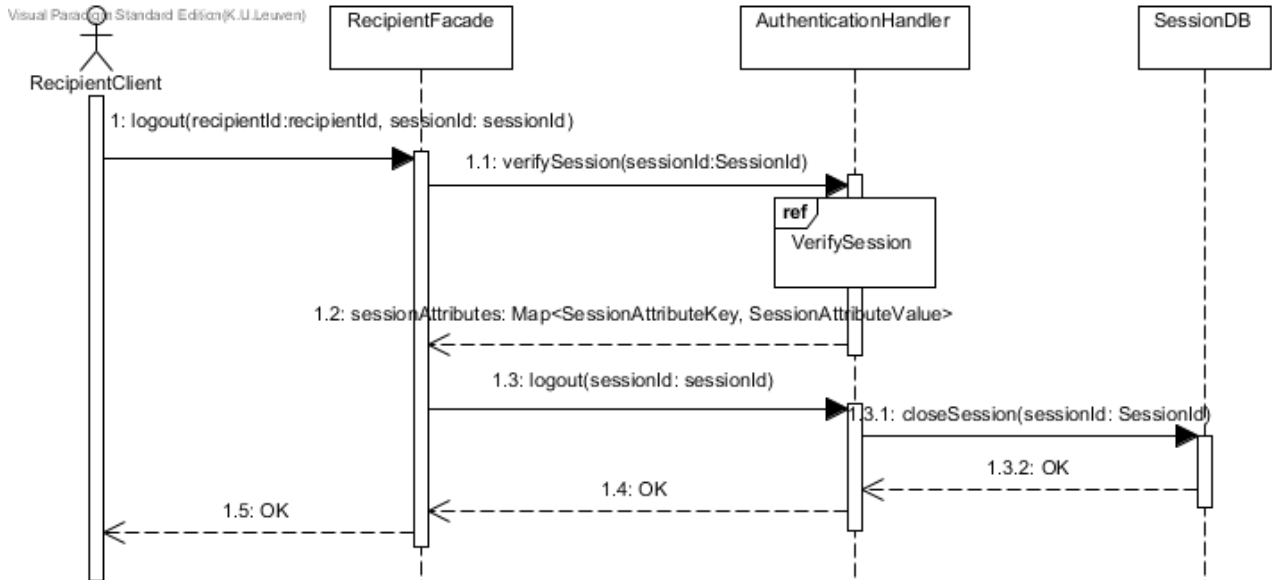 Visual Paradigm Standard Edition(K.U.Leuven)
RecipientFacade
AuthenticationHandler
SessionDB
RecipientClient
1: logout(recipientId:recipientId, sessionId: sessionId)
1.1: verifySession(sessionId:SessionId)
ref
VerifySession
1.2: sessionAttributes: Map<SessionAttributeKey, SessionAttributeValue>
1.3: logout(sessionId: sessionId)
1.3.1: closeSession(sessionId: SessionId)
1.3.2: OK
1.4: OK
1.5: OK